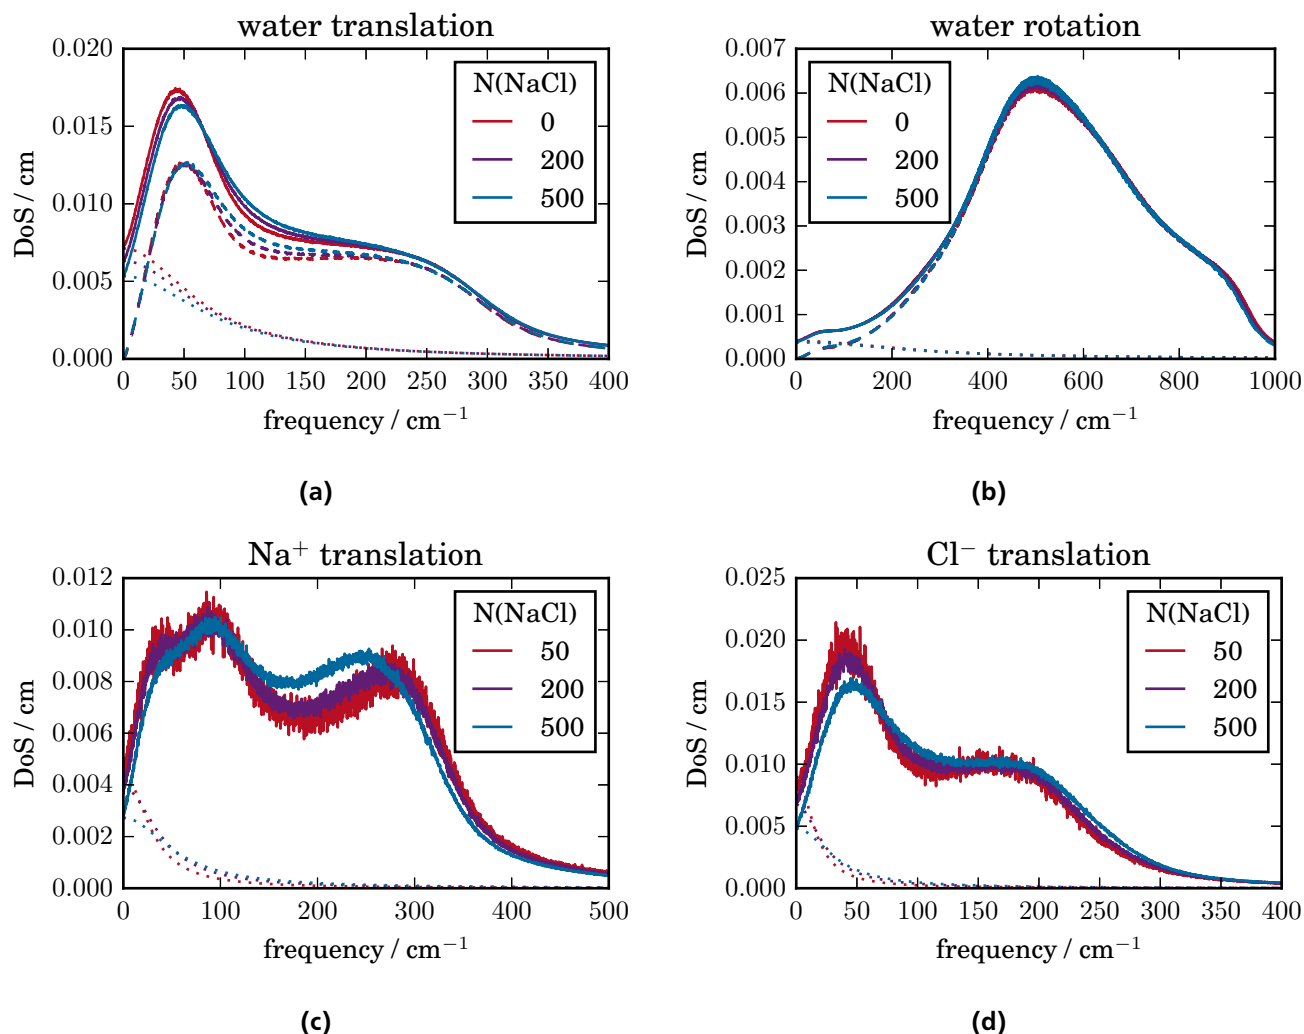 water translation
DoS / cm
0.020
0.015
0.010
0.005
0.000
N(NaCl)
0
200
500
0 50 100 150 200 250 300 350 400
frequency / cm⁻¹
(a)
water rotation
DoS / cm
0.007
0.006
0.005
0.004
0.003
0.002
0.001
0.000
N(NaCl)
0
200
500
0 200 400 600 800 1000
frequency / cm⁻¹
(b)
Na⁺ translation
DoS / cm
0.012
0.010
0.008
0.006
0.004
0.002
0.000
N(NaCl)
50
200
500
0 100 200 300 400 500
frequency / cm⁻¹
(c)
Cl⁻ translation
DoS / cm
0.025
0.020
0.015
0.010
0.005
0.000
N(NaCl)
50
200
500
0 50 100 150 200 250 300 350 400
frequency / cm⁻¹
(d)